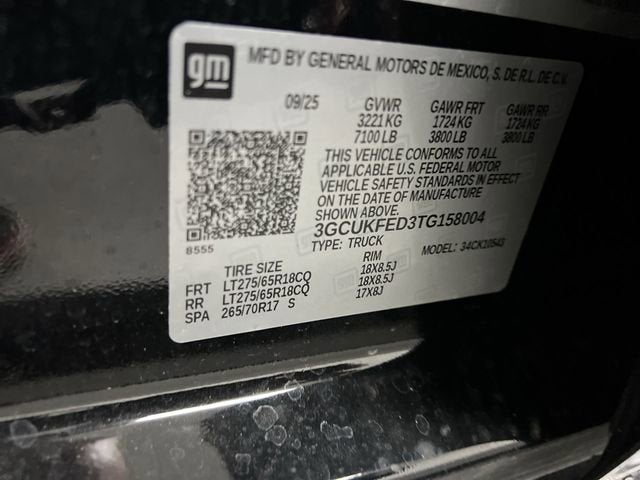 gm
MFD BY GENERAL MOTORS DE MEXICO, S. DE R.L. DE C.V.
09/25 GVWR GAWR FRT GAWR RR
3221 KG 1724 KG 1724 KG
7100 LB 3800 LB 3800 LB
THIS VEHICLE CONFORMS TO ALL
APPLICABLE U.S. FEDERAL MOTOR
VEHICLE SAFETY STANDARDS IN EFFECT
ON THE DATE OF MANUFACTURE
SHOWN ABOVE.
3GCUKFED3TG158004
8555
TYPE: TRUCK MODEL: 34CK10543
TIRE SIZE RIM
FRT LT275/65R18CQ 18X8.5J
RR LT275/65R18CQ 18X8.5J
SPA 265/70R17 S 17X8J